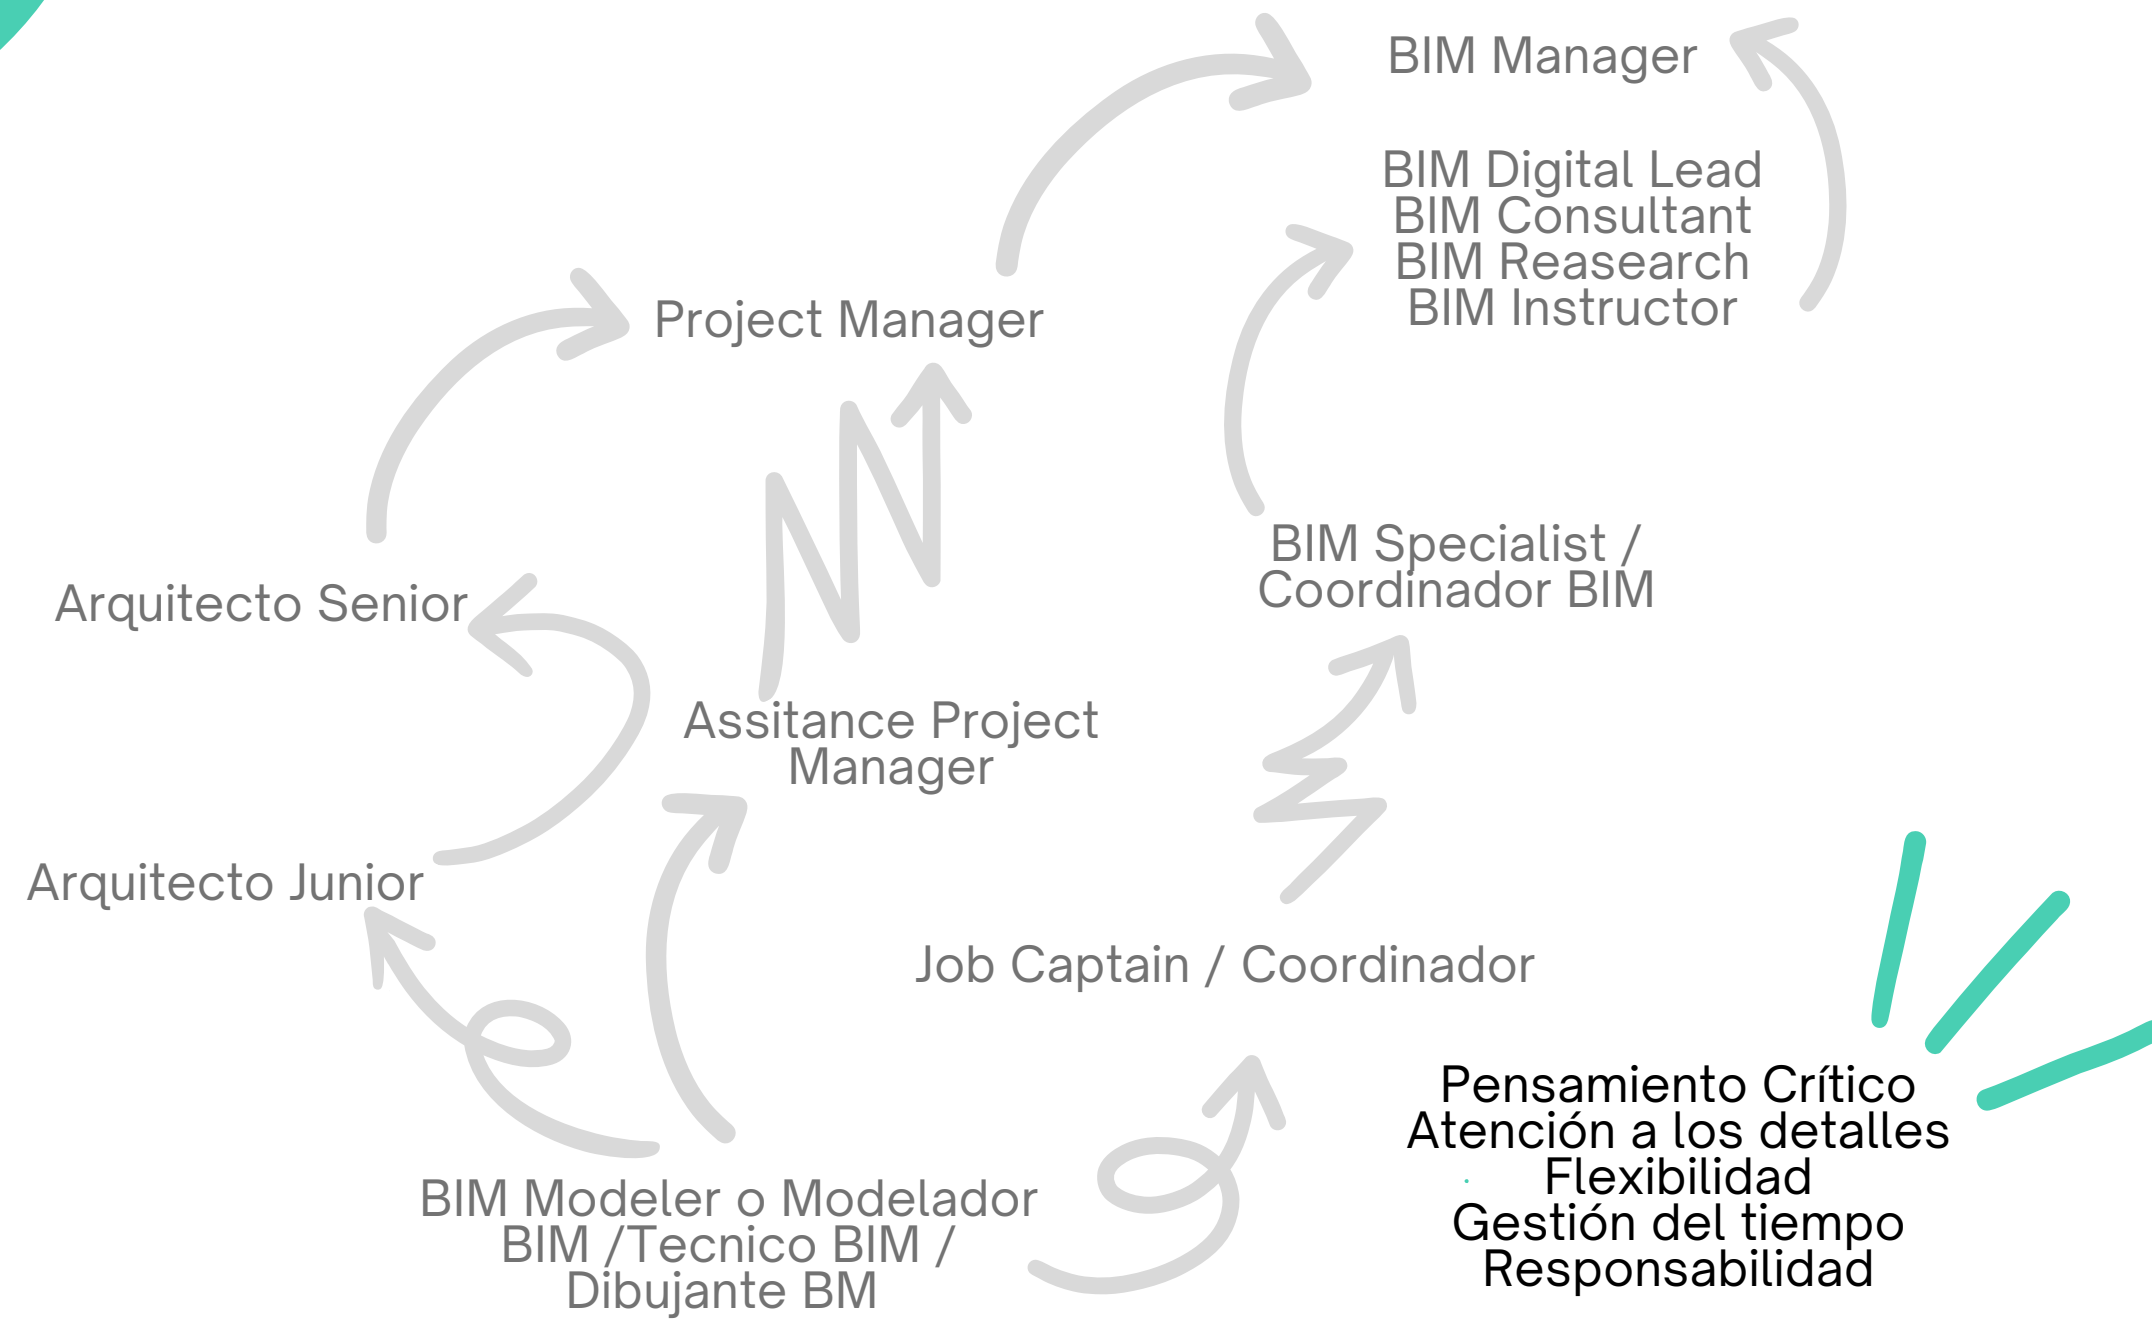 BIM Manager
BIM Digital Lead
BIM Consultant
BIM Reasearch
BIM Instructor
Project Manager
BIM Specialist /
Coordinador BIM
Arquitecto Senior
Assitance Project
Manager
Arquitecto Junior
Job Captain / Coordinador
Pensamiento Crítico
Atención a los detalles
Flexibilidad
Gestión del tiempo
Responsabilidad
BIM Modeler o Modelador
BIM /Tecnico BIM /
Dibujante BM